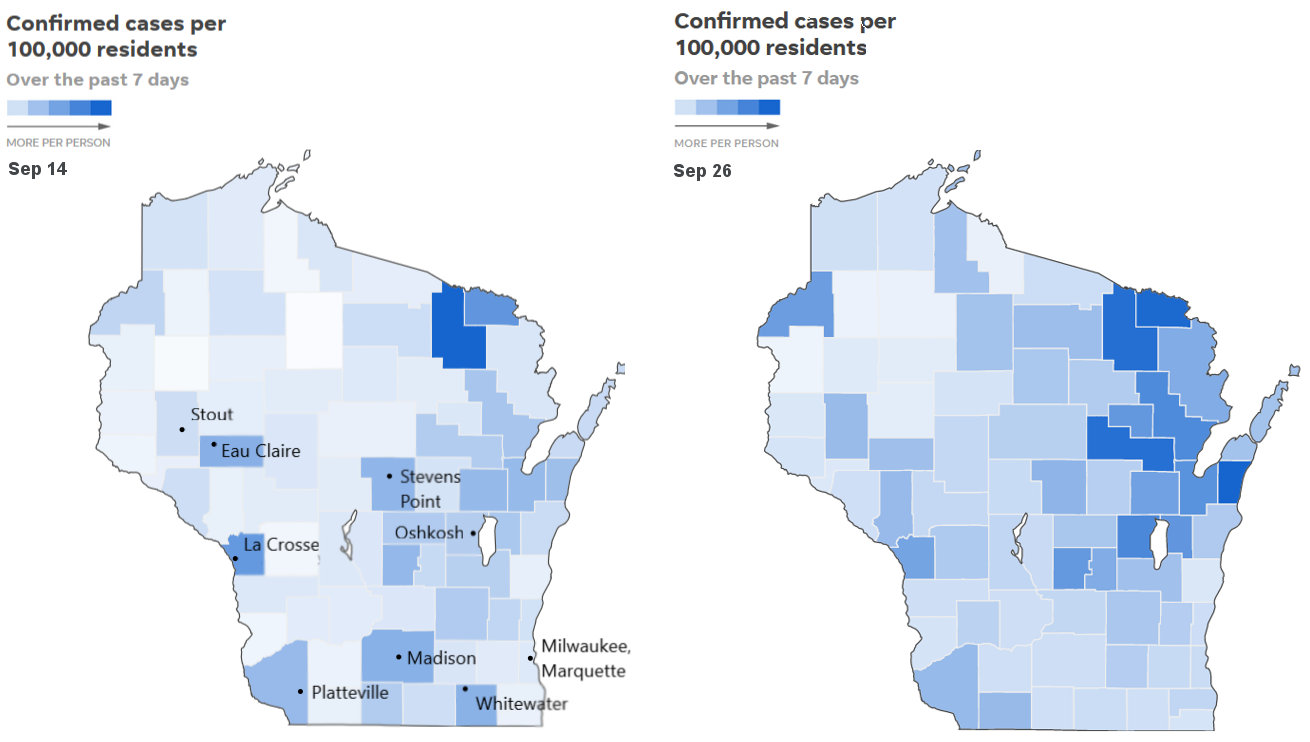 Confirmed cases per
100,000 residents
Over the past 7 days
MORE PER PERSON
Sep 14
Stout
Eau Claire
Stevens
Point
Oshkosh
La Crosse
Milwaukee,
Marquette
Madison
Platteville
Whitewater
Confirmed cases per
100,000 residents
Over the past 7 days
MORE PER PERSON
Sep 26